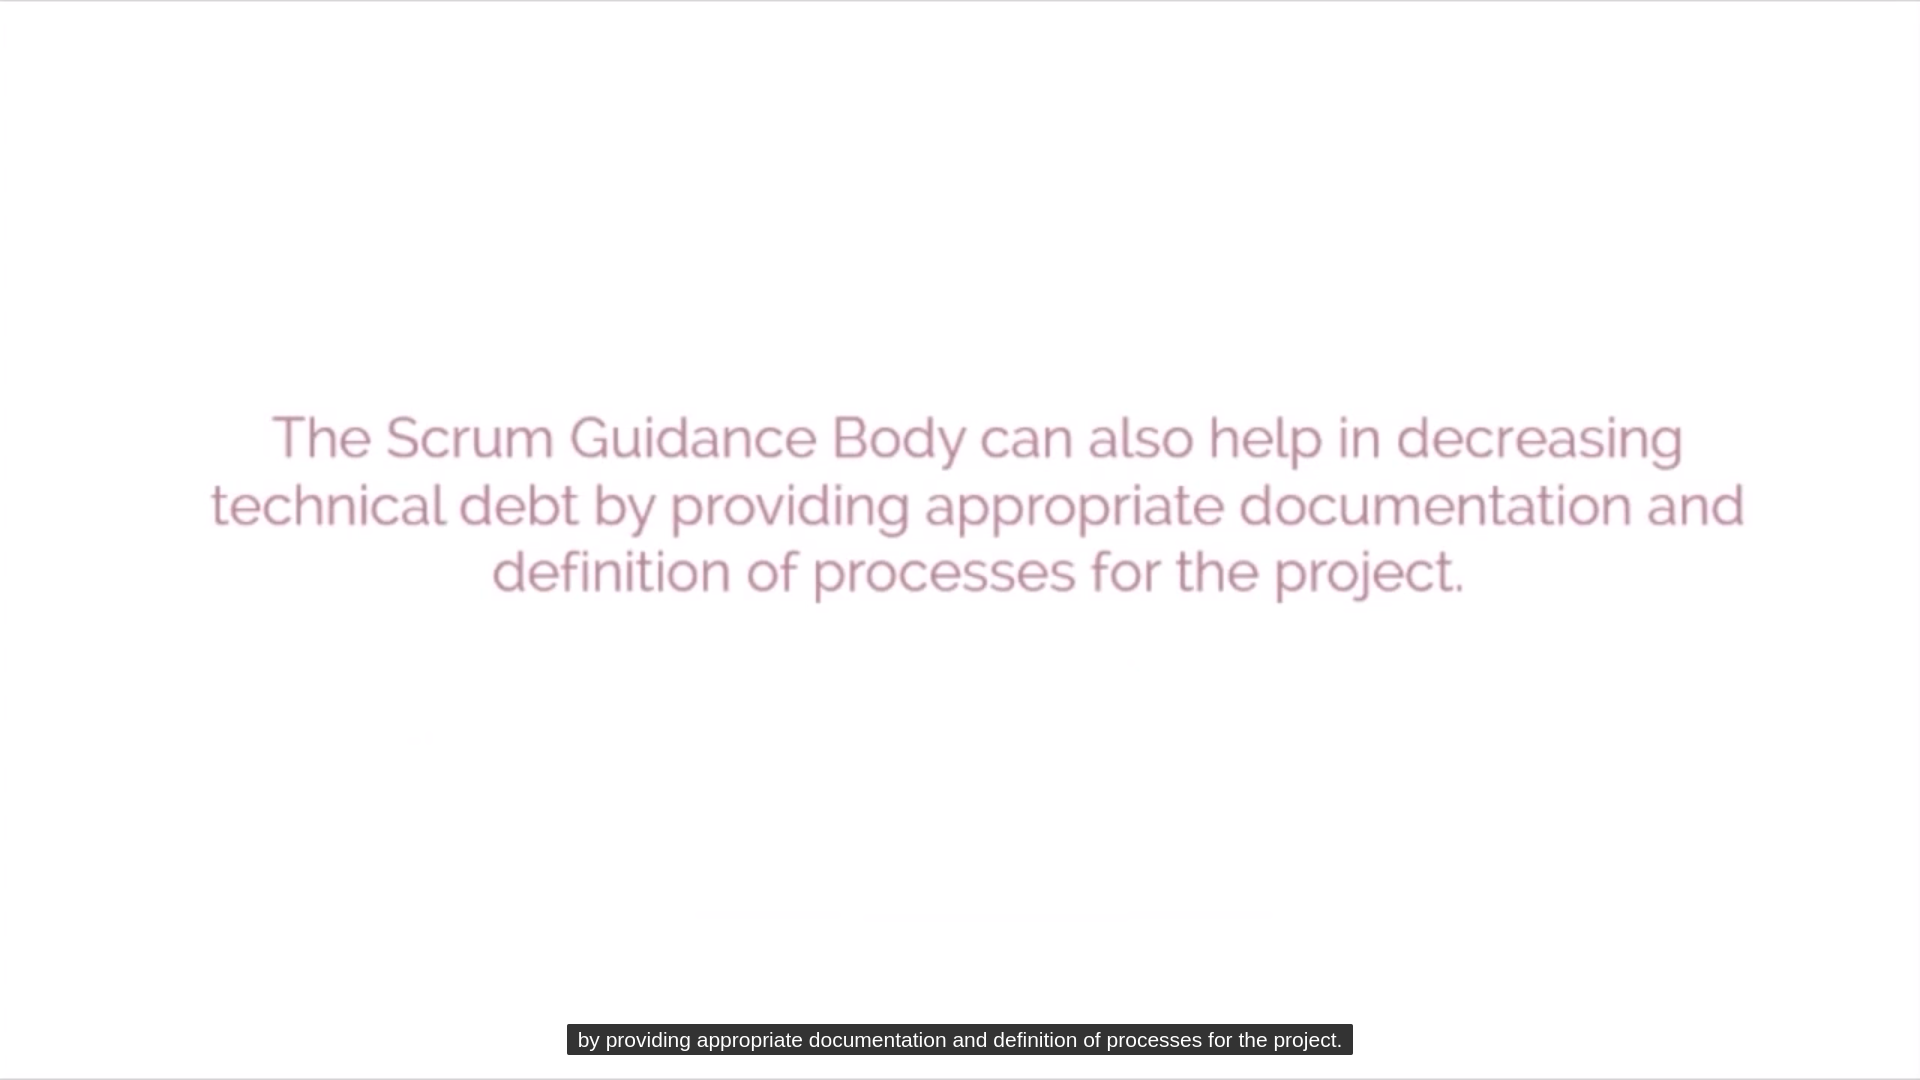 The Scrum Guidance Body can also help in decreasing
technical debt by providing appropriate documentation and
definition of processes for the project.
by providing appropriate documentation and definition of processes for the project.